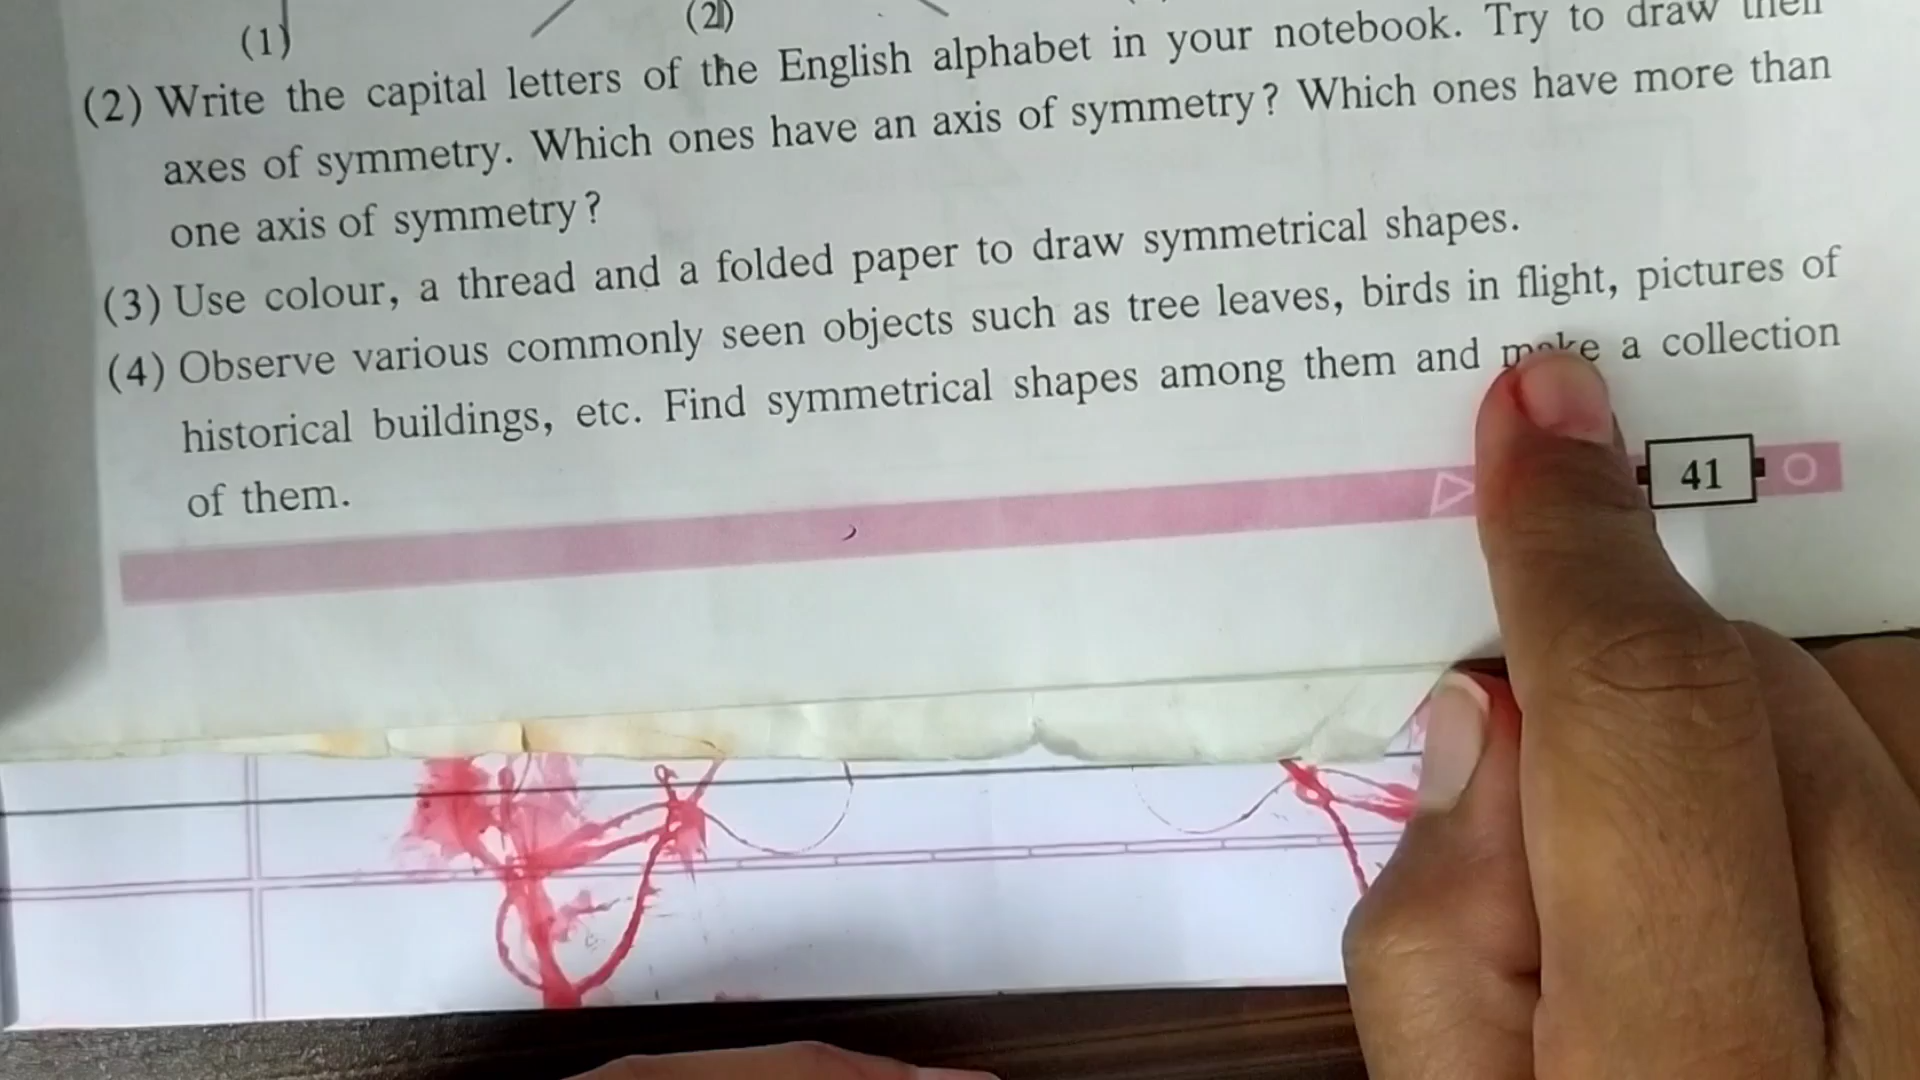 (1)
(2)
(2) Write the capital letters of the English alphabet in your notebook. Try to draw their
axes of symmetry. Which ones have an axis of symmetry? Which ones have more than
one axis of symmetry?
(3) Use colour, a thread and a folded paper to draw symmetrical shapes.
(4) Observe various commonly seen objects such as tree leaves, birds in flight, pictures of
historical buildings, etc. Find symmetrical shapes among them and make a collection
of them.
41